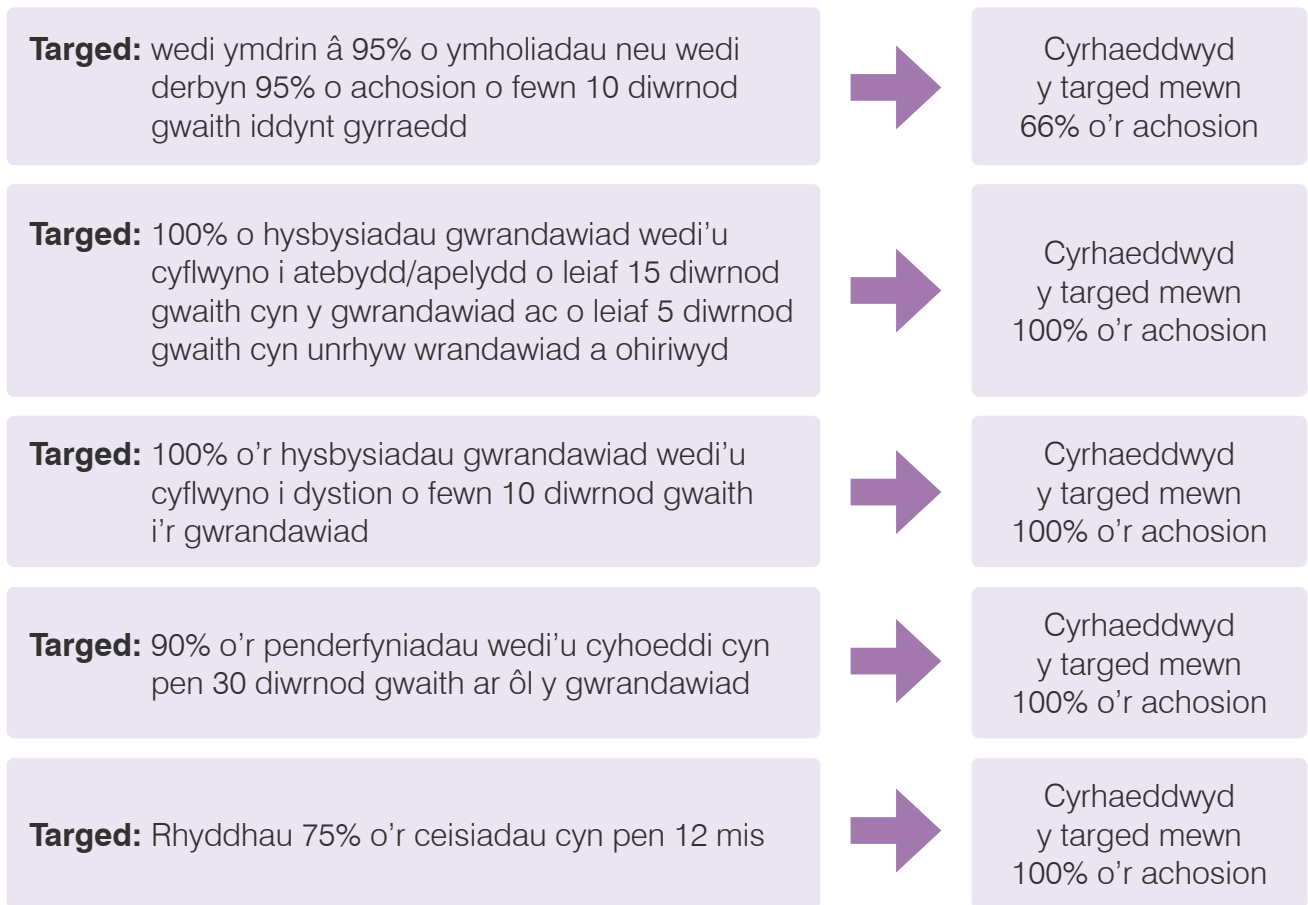 Targed: wedi ymdrin â 95% o ymholiadau neu wedi
derbyn 95% o achosion o fewn 10 diwrnod
gwaith iddynt gyrraedd
Cyrhaeddwyd
y targed mewn
66% o'r achosion
Targed: 100% o hysbysiadau gwrandawiad wedi'u
cyflwyno i atebydd/apelydd o leiaf 15 diwrnod
gwaith cyn y gwrandawiad ac o leiaf 5 diwrnod
gwaith cyn unrhyw wrandawiad a ohiriwyd
Cyrhaeddwyd
y targed mewn
100% o'r achosion
Targed: 100% o'r hysbysiadau gwrandawiad wedi'u
cyflwyno i dystion o fewn 10 diwrnod gwaith
i'r gwrandawiad
Cyrhaeddwyd
y targed mewn
100% o'r achosion
Targed: 90% o'r penderfyniadau wedi'u cyhoeddi cyn
pen 30 diwrnod gwaith ar ôl y gwrandawiad
Cyrhaeddwyd
y targed mewn
100% o'r achosion
Targed: Rhyddhau 75% o'r ceisiadau cyn pen 12 mis
Cyrhaeddwyd
y targed mewn
100% o'r achosion